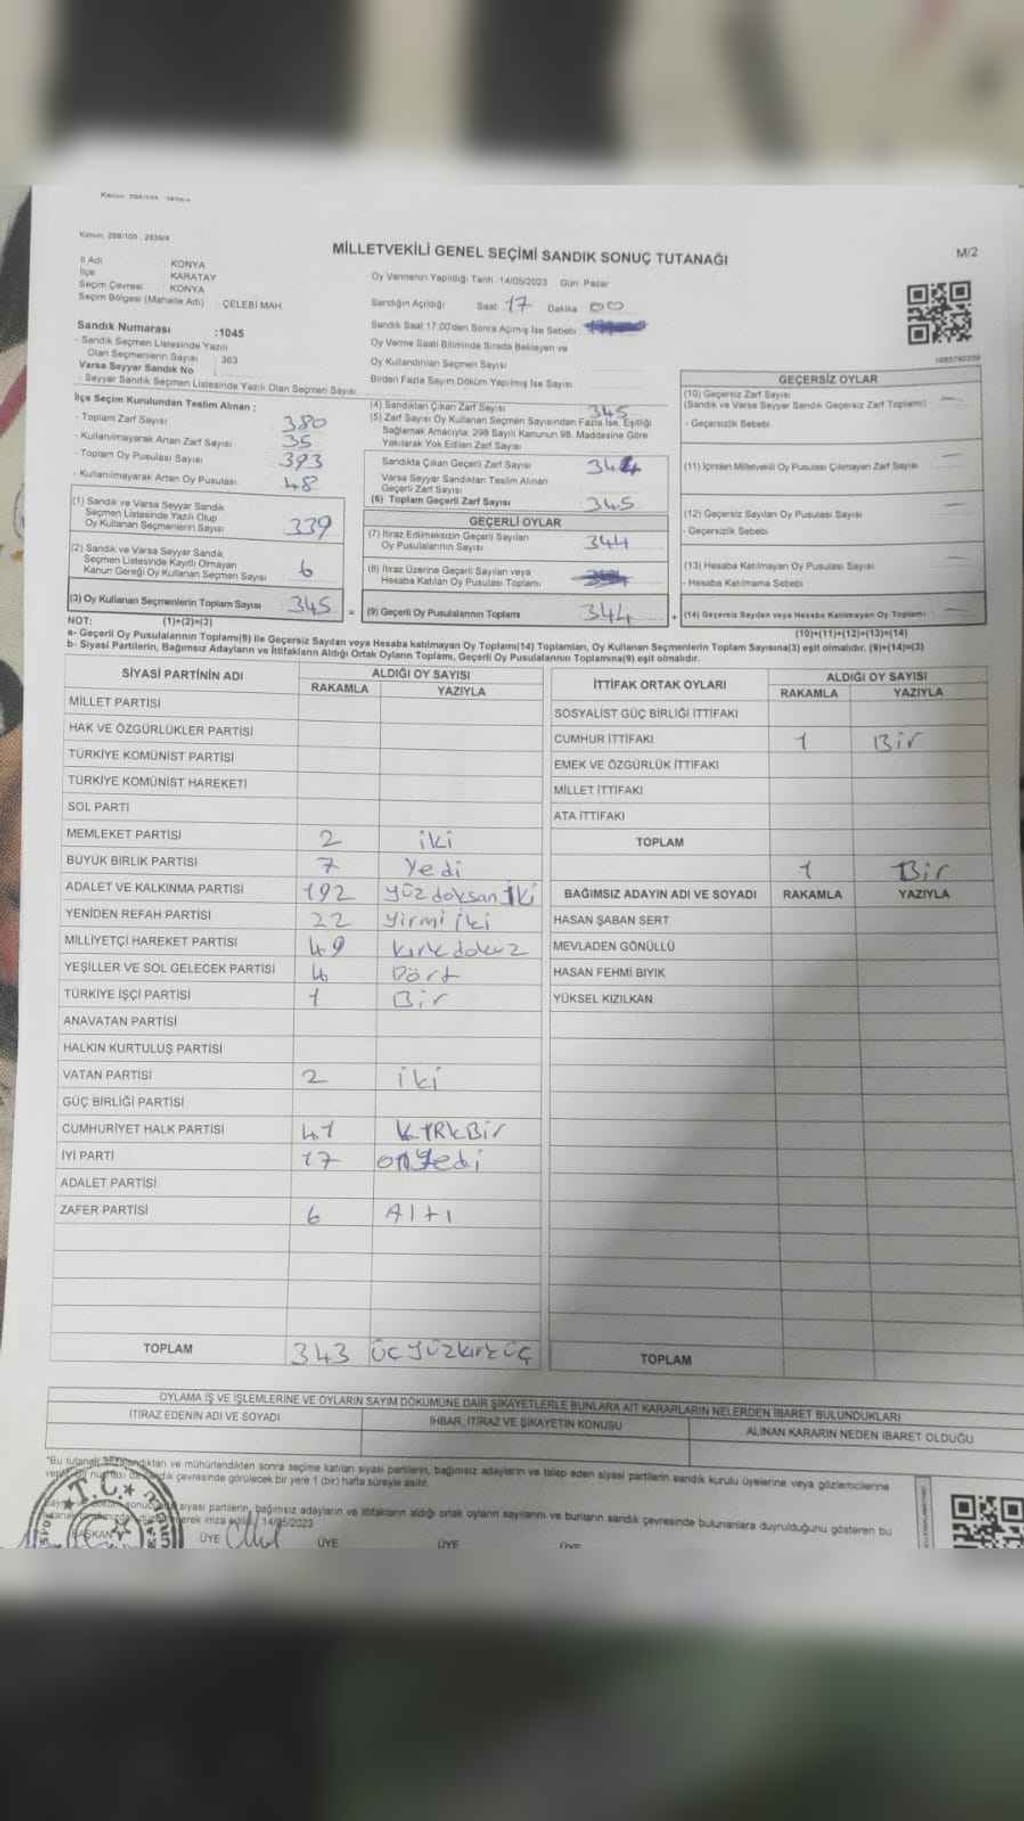 MİLLETVEKİLİ GENEL SEÇİMİ SANDIK SONUÇ TUTANAĞI
M/2
İl Adı KONYA
İlçe KARATAY
Seçim Çevresi KONYA
Seçim Bölgesi (Mahalle Adı) ÇELEBİ MAH.
Oy Vermenin Yapıldığı Tarih 14/05/2023 Gün Pazar
Sandığın Açıldığı Saat 17 Dakika 00
Sandık Saat 17:00'den Sonra Açılmış İse Sebebi
Oy Verme Saati Bitiminde Sırada Bekleyen ve
Oy Kullandırılan Seçmen Sayısı
Birden Fazla Sayım Döküm Yapılmış İse Sayım
Sandık Numarası :1045
- Sandık Seçmen Listesinde Yazılı
Olan Seçmenlerin Sayısı : 363
Varsa Seyyar Sandık No
- Seyyar Sandık Seçmen Listesinde Yazılı Olan Seçmen Sayısı
İlçe Seçim Kurulundan Teslim Alınan :
- Toplam Zarf Sayısı 380
- Kullanılmayarak Artan Zarf Sayısı 35
- Toplam Oy Pusulası Sayısı 393
- Kullanılmayarak Artan Oy Pusulası 48
(1) Sandık ve Varsa Seyyar Sandık
Seçmen Listesinde Yazılı Olup
Oy Kullanan Seçmenlerin Sayısı 339
(2) Sandık ve Varsa Seyyar Sandık
Seçmen Listesinde Kayıtlı Olmayan
Kanun Gereği Oy Kullanan Seçmen Sayısı 6
(3) Oy Kullanan Seçmenlerin Toplam Sayısı 345
(4) Sandıktan Çıkan Zarf Sayısı 345
(5) Zarf Sayısı Oy Kullanan Seçmen Sayısından Fazla İse, Eşitliği
Sağlamak Amacıyla; 298 Sayılı Kanunun 98. Maddesine Göre
Yakılarak Yok Edilen Zarf Sayısı
Sandıkta Çıkan Geçerli Zarf Sayısı 344
Varsa Seyyar Sandıktan Teslim Alınan
Geçerli Zarf Sayısı
(6) Toplam Geçerli Zarf Sayısı 345
GEÇERLİ OYLAR
(7) İtiraz Edilmeksizin Geçerli Sayılan
Oy Pusulalarının Sayısı 344
(8) İtiraz Üzerine Geçerli Sayılan veya
Hesaba Katılan Oy Pusulası Toplamı
= (9) Geçerli Oy Pusulalarının Toplamı 344
GEÇERSİZ OYLAR
(10) Geçersiz Zarf Sayısı —
(Sandık ve Varsa Seyyar Sandık Geçersiz Zarf Toplamı)
- Geçersizlik Sebebi
(11) İçinden Milletvekili Oy Pusulası Çıkmayan Zarf Sayısı —
(12) Geçersiz Sayılan Oy Pusulası Sayısı —
- Geçersizlik Sebebi
(13) Hesaba Katılmayan Oy Pusulası Sayısı —
- Hesaba Katılmama Sebebi
+ (14) Geçersiz Sayılan veya Hesaba Katılmayan Oy Toplamı —
NOT: (1)+(2)=(3)
(10)+(11)+(12)+(13)=(14)
a- Geçerli Oy Pusulalarının Toplamı(9) ile Geçersiz Sayılan veya Hesaba katılmayan Oy Toplamı(14) Toplamları, Oy Kullanan Seçmenlerin Toplam Sayısına(3) eşit olmalıdır. (9)+(14)=(3)
b- Siyasi Partilerin, Bağımsız Adayların ve İttifakların Aldığı Ortak Oyların Toplamı, Geçerli Oy Pusulalarının Toplamına(9) eşit olmalıdır.
SİYASİ PARTİNİN ADI ALDIĞI OY SAYISI
RAKAMLA YAZIYLA
MİLLET PARTİSİ
HAK VE ÖZGÜRLÜKLER PARTİSİ
TÜRKİYE KOMÜNİST PARTİSİ
TÜRKİYE KOMÜNİST HAREKETİ
SOL PARTİ
MEMLEKET PARTİSİ 2 iki
BÜYÜK BİRLİK PARTİSİ 7 Yedi
ADALET VE KALKINMA PARTİSİ 192 yüzdoksan iki
YENİDEN REFAH PARTİSİ 22 yirmi iki
MİLLİYETÇİ HAREKET PARTİSİ 49 kırkdokuz
YEŞİLLER VE SOL GELECEK PARTİSİ 4 Dört
TÜRKİYE İŞÇİ PARTİSİ 1 Bir
ANAVATAN PARTİSİ
HALKIN KURTULUŞ PARTİSİ
VATAN PARTİSİ 2 iki
GÜÇ BİRLİĞİ PARTİSİ
CUMHURİYET HALK PARTİSİ 41 KIRKBİr
İYİ PARTİ 17 onyedi
ADALET PARTİSİ
ZAFER PARTİSİ 6 Altı
TOPLAM 343 üçyüzkırküç
İTTİFAK ORTAK OYLARI ALDIĞI OY SAYISI
RAKAMLA YAZIYLA
SOSYALİST GÜÇ BİRLİĞİ İTTİFAKI
CUMHUR İTTİFAKI 1 Bir
EMEK VE ÖZGÜRLÜK İTTİFAKI
MİLLET İTTİFAKI
ATA İTTİFAKI
TOPLAM 1 Bir
BAĞIMSIZ ADAYIN ADI VE SOYADI RAKAMLA YAZIYLA
HASAN ŞABAN SERT
MEVLADEN GÖNÜLLÜ
HASAN FEHMİ BIYIK
YÜKSEL KIZILKAN
TOPLAM
OYLAMA İŞ VE İŞLEMLERİNE VE OYLARIN SAYIM DÖKÜMÜNE DAİR ŞİKAYETLERLE BUNLARA AİT KARARLARIN NELERDEN İBARET BULUNDUKLARI
İTİRAZ EDENİN ADI VE SOYADI İHBAR, İTİRAZ VE ŞİKAYETİN KONUSU ALINAN KARARIN NEDEN İBARET OLDUĞU
mühürlendikten sonra seçime katılan siyasi partilerin, bağımsız adayların ve talep eden siyasi partilerin sandık kurulu üyelerine veya gözlemcilerine
çevresinde görülecek bir yere 1 (bir) hafta süreyle asılır.
siyasi partilerin, bağımsız adayların ve ittifakların aldığı ortak oyların sayılarını ve bunların sandık çevresinde bulunanlara duyrulduğunu gösteren bu
imza 14/05/2023
T.C.
BAŞKAN ÜYE ÜYE ÜYE